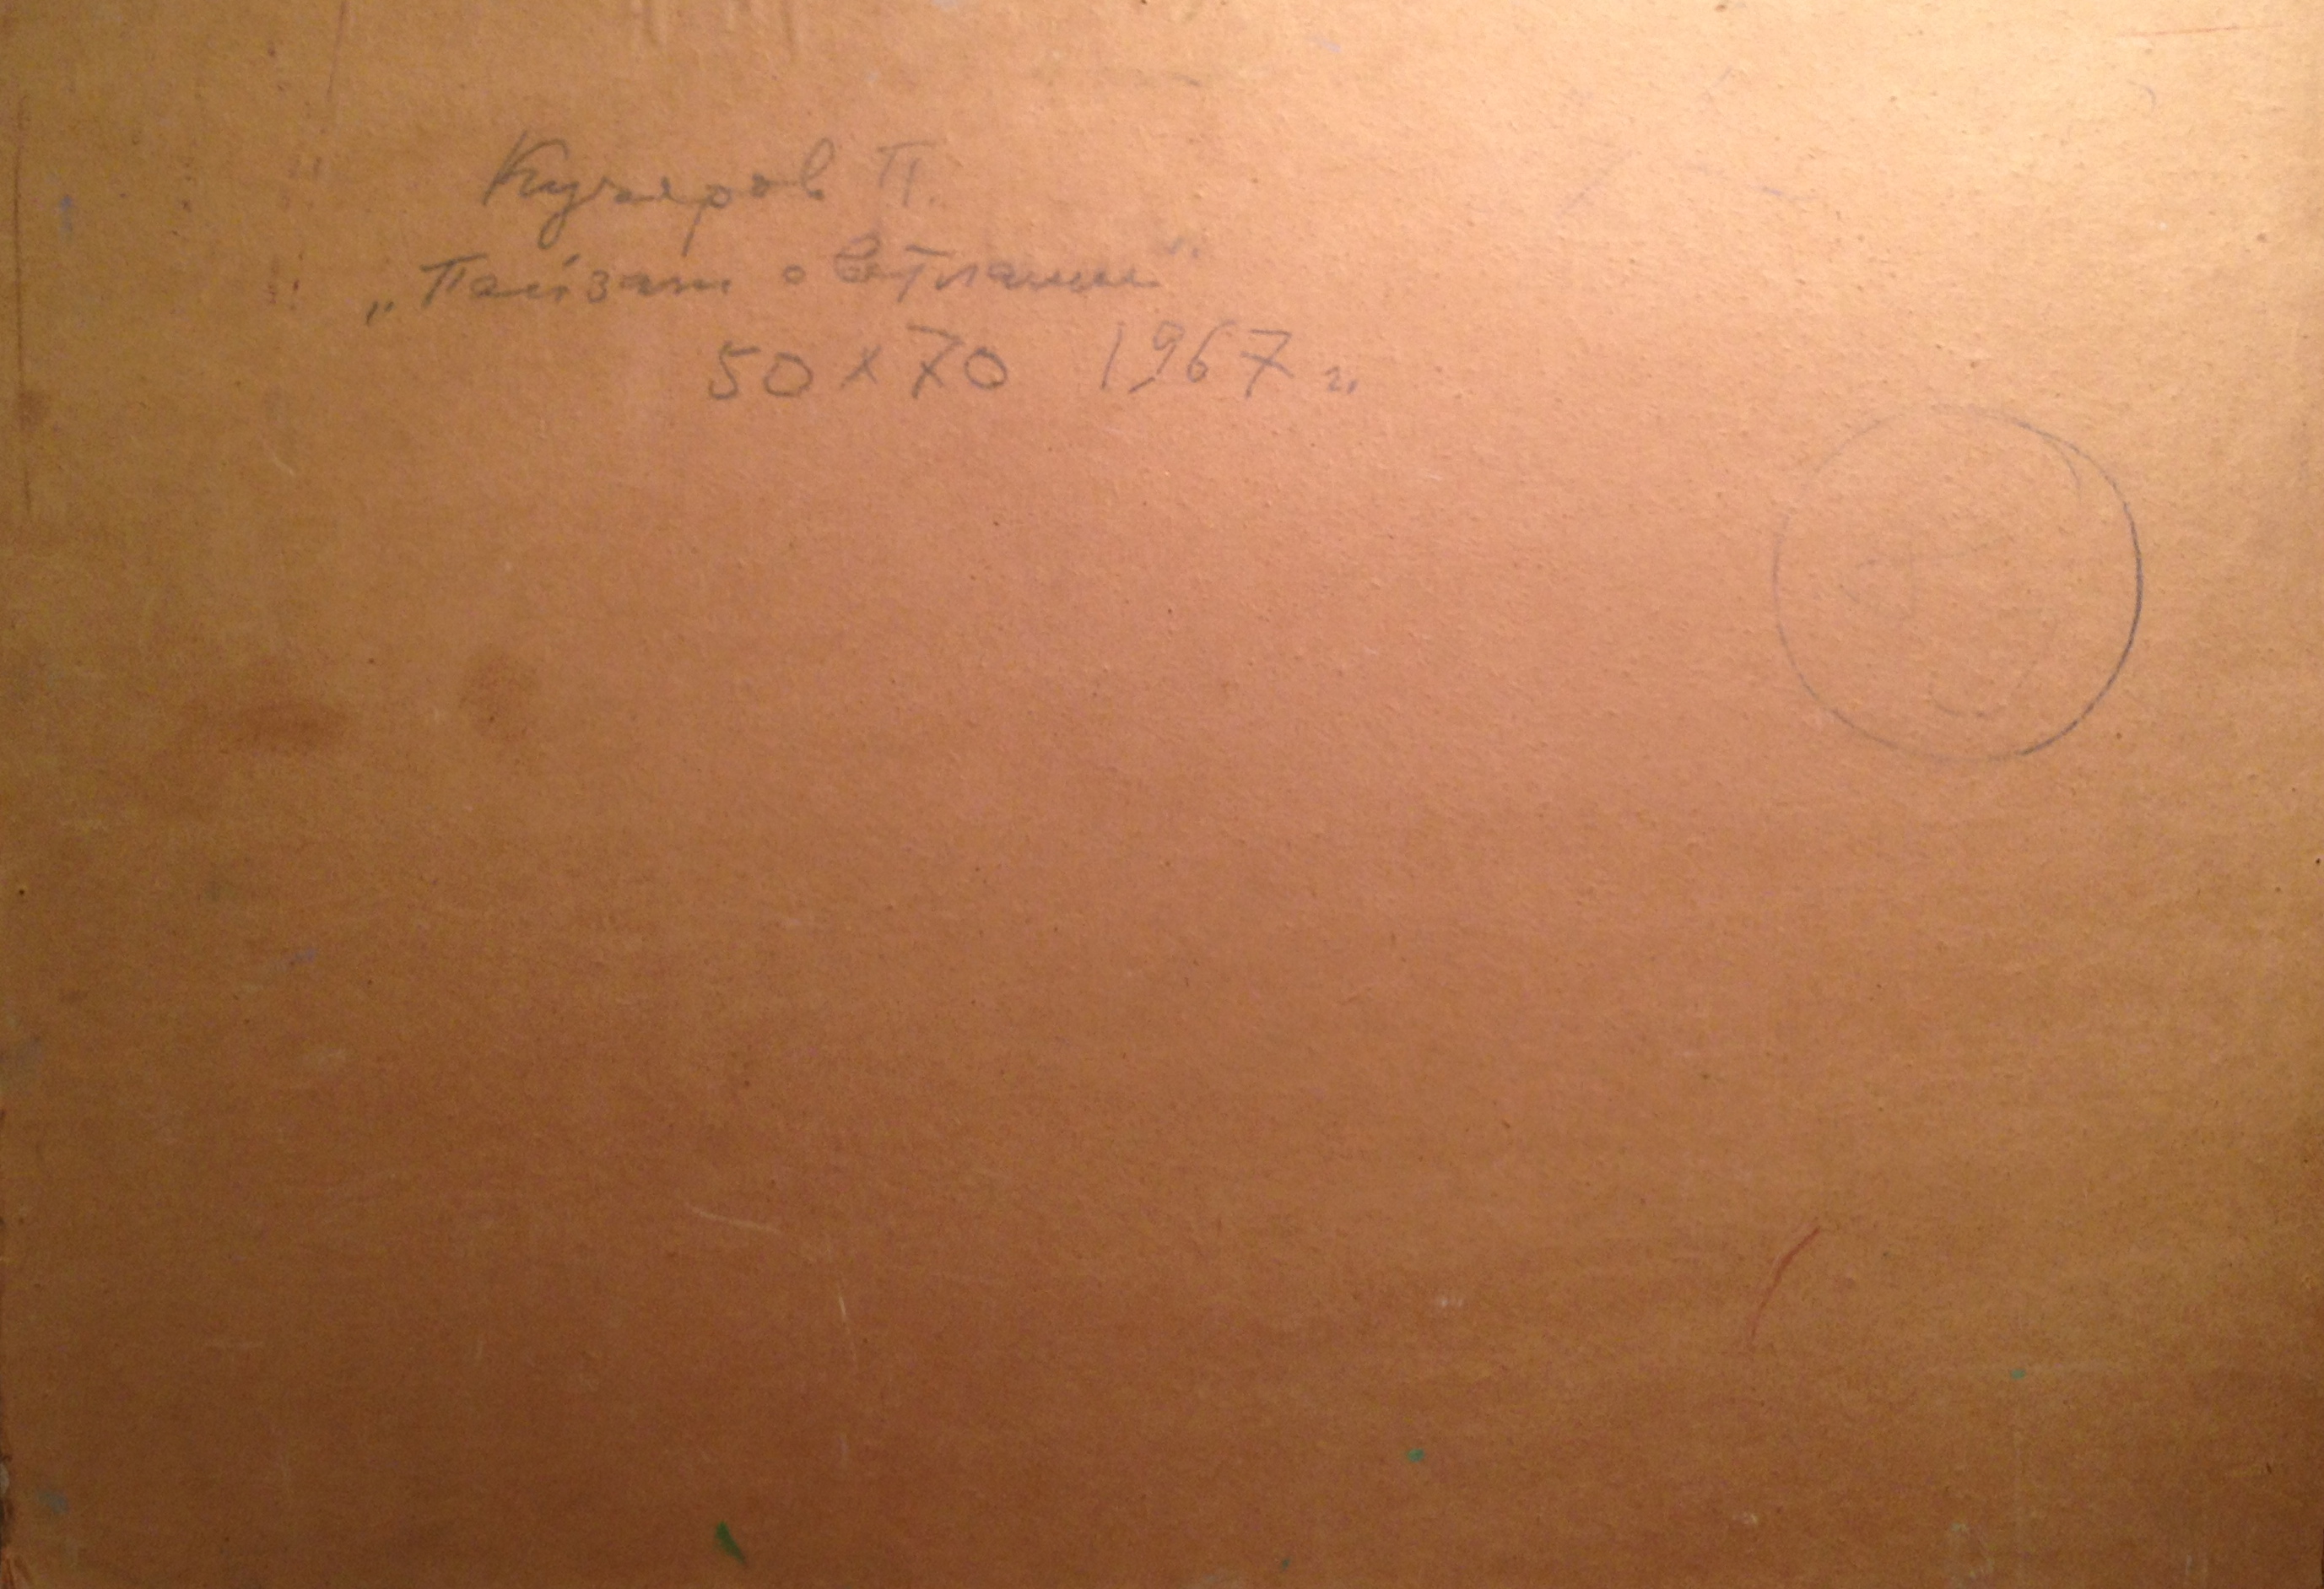 Кучеров П.
„Пейзаж с ветлами“
50 x 70 1967 г.